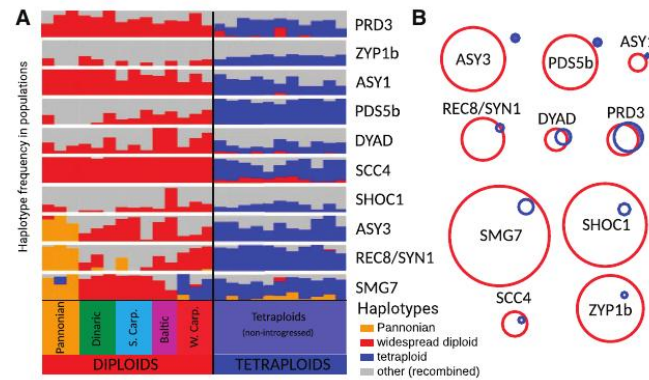 A
Haplotype frequency in populations
PRD3
ZYP1b
ASY1
PDS5b
DYAD
SCC4
SHOC1
ASY3
REC8/SYN1
SMG7
Pannonian
Dinaric
S. Carp.
Baltic
W. Carp.
Tetraploids
(non-introgressed)
DIPLOIDS
TETRAPLOIDS
Haplotypes
Pannonian
widespread diploid
tetraploid
other (recombined)
B
ASY3
PDS5b
ASY1
REC8/SYN1
DYAD
PRD3
SMG7
SHOC1
SCC4
ZYP1b